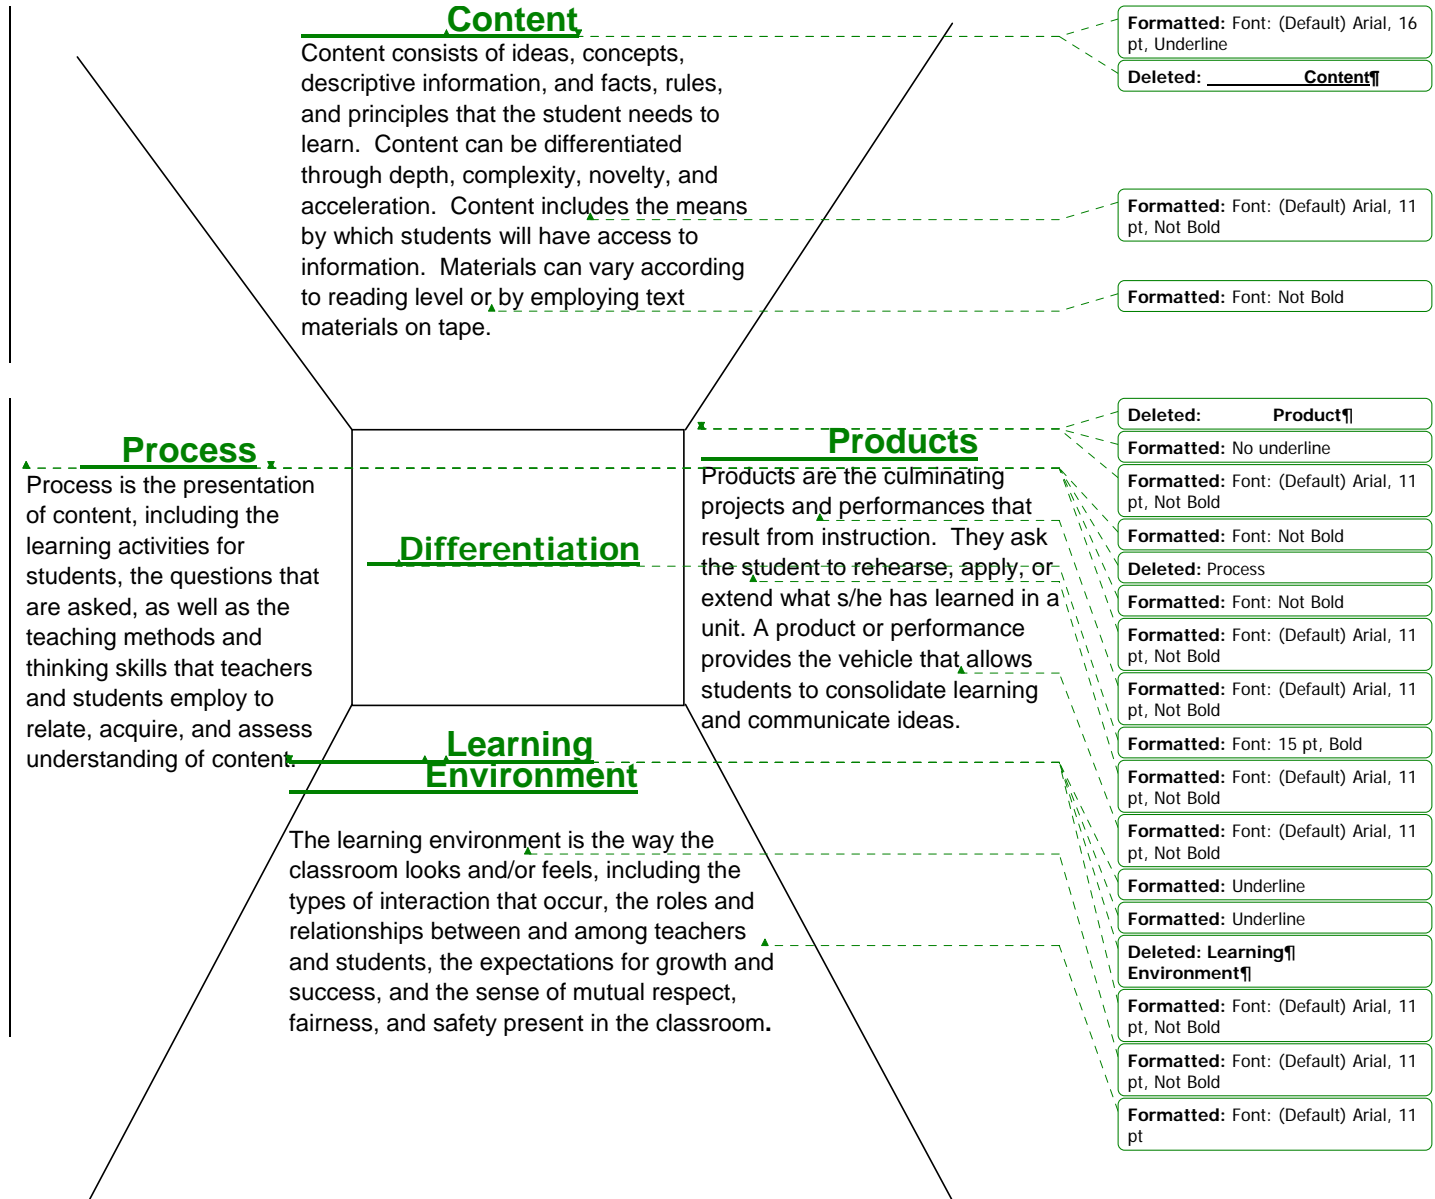 Content
Content consists of ideas, concepts,
descriptive information, and facts, rules,
and principles that the student needs to
learn.  Content can be differentiated
through depth, complexity, novelty, and
acceleration.  Content includes the means
by which students will have access to
information.  Materials can vary according
to reading level or by employing text
materials on tape.
Process
Process is the presentation
of content, including the
learning activities for
students, the questions that
are asked, as well as the
teaching methods and
thinking skills that teachers
and students employ to
relate, acquire, and assess
understanding of content.
Differentiation
Products
Products are the culminating
projects and performances that
result from instruction.  They ask
the student to rehearse, apply, or
extend what s/he has learned in a
unit. A product or performance
provides the vehicle that allows
students to consolidate learning
and communicate ideas.
Learning
Environment
The learning environment is the way the
classroom looks and/or feels, including the
types of interaction that occur, the roles and
relationships between and among teachers
and students, the expectations for growth and
success, and the sense of mutual respect,
fairness, and safety present in the classroom.
Formatted: Font: (Default) Arial, 16
pt, Underline
Deleted: Content¶
Formatted: Font: (Default) Arial, 11
pt, Not Bold
Formatted: Font: Not Bold
Deleted: Product¶
Formatted: No underline
Formatted: Font: (Default) Arial, 11
pt, Not Bold
Formatted: Font: Not Bold
Deleted: Process
Formatted: Font: Not Bold
Formatted: Font: (Default) Arial, 11
pt, Not Bold
Formatted: Font: (Default) Arial, 11
pt, Not Bold
Formatted: Font: 15 pt, Bold
Formatted: Font: (Default) Arial, 11
pt, Not Bold
Formatted: Font: (Default) Arial, 11
pt, Not Bold
Formatted: Underline
Formatted: Underline
Deleted: Learning¶
Environment¶
Formatted: Font: (Default) Arial, 11
pt, Not Bold
Formatted: Font: (Default) Arial, 11
pt, Not Bold
Formatted: Font: (Default) Arial, 11
pt